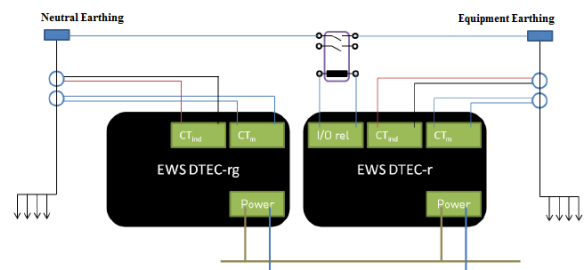 Neutral Earthing
Equipment Earthing
CTind
CTm
I/O rel
CTind
CTm
EWS DTEC-rg
EWS DTEC-r
Power
Power